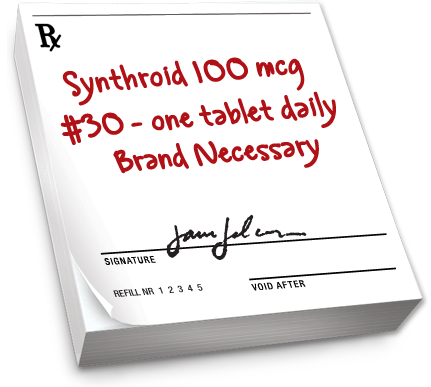 Rx
Synthroid 100 mcg
#30 - one tablet daily
Brand Necessary
SIGNATURE
REFILL NR 1 2 3 4 5
VOID AFTER